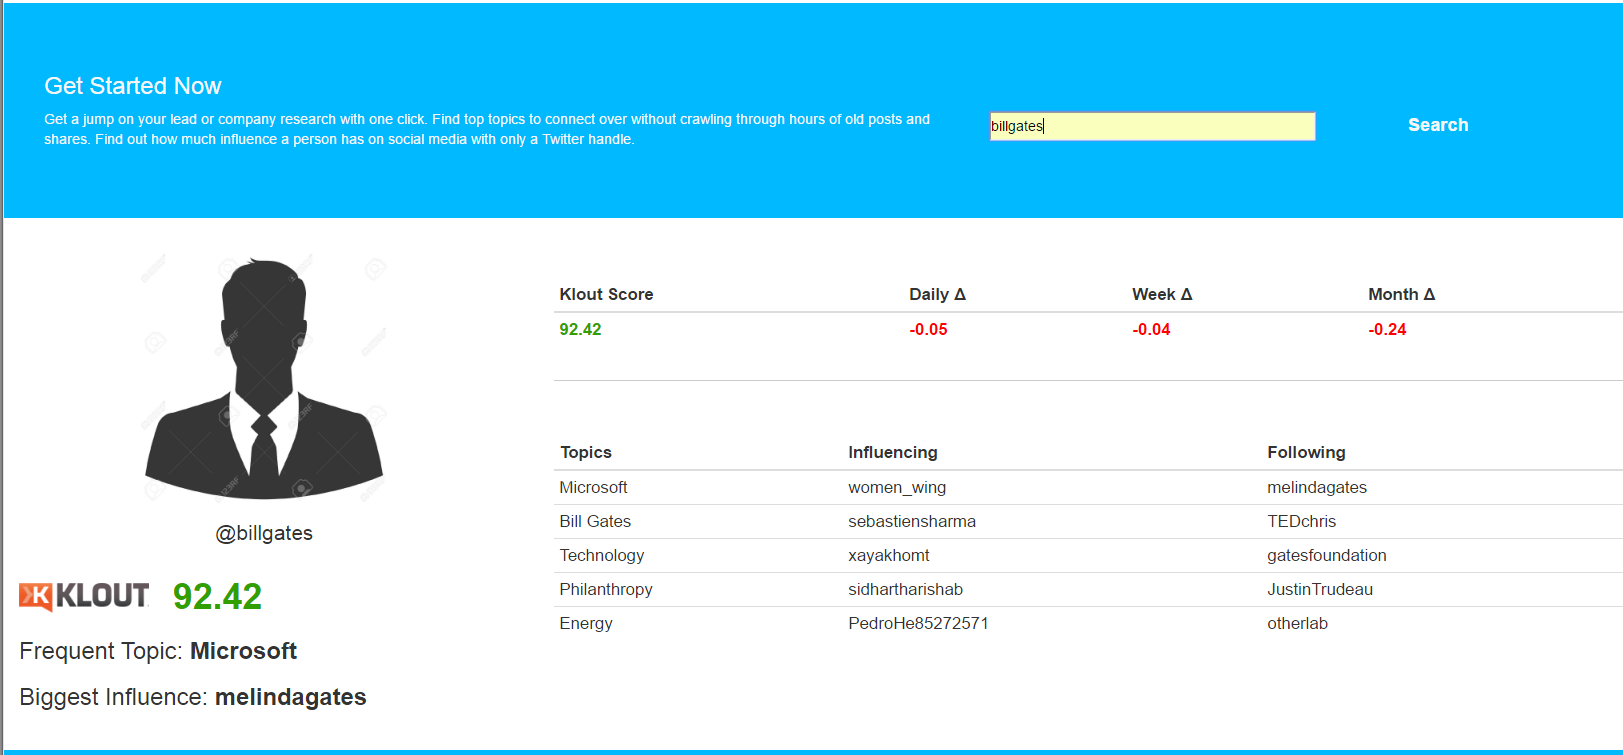 Get Started Now
Get a jump on your lead or company research with one click. Find top topics to connect over without crawling through hours of old posts and
shares. Find out how much influence a person has on social media with only a Twitter handle.
billgates
Search
@billgates
KLOUT 92.42
Frequent Topic: Microsoft
Biggest Influence: melindagates
Klout Score Daily Δ Week Δ Month Δ
92.42 -0.05 -0.04 -0.24
Topics Influencing Following
Microsoft women_wing melindagates
Bill Gates sebastiensharma TEDchris
Technology xayakhomt gatesfoundation
Philanthropy sidhartharishab JustinTrudeau
Energy PedroHe85272571 otherlab